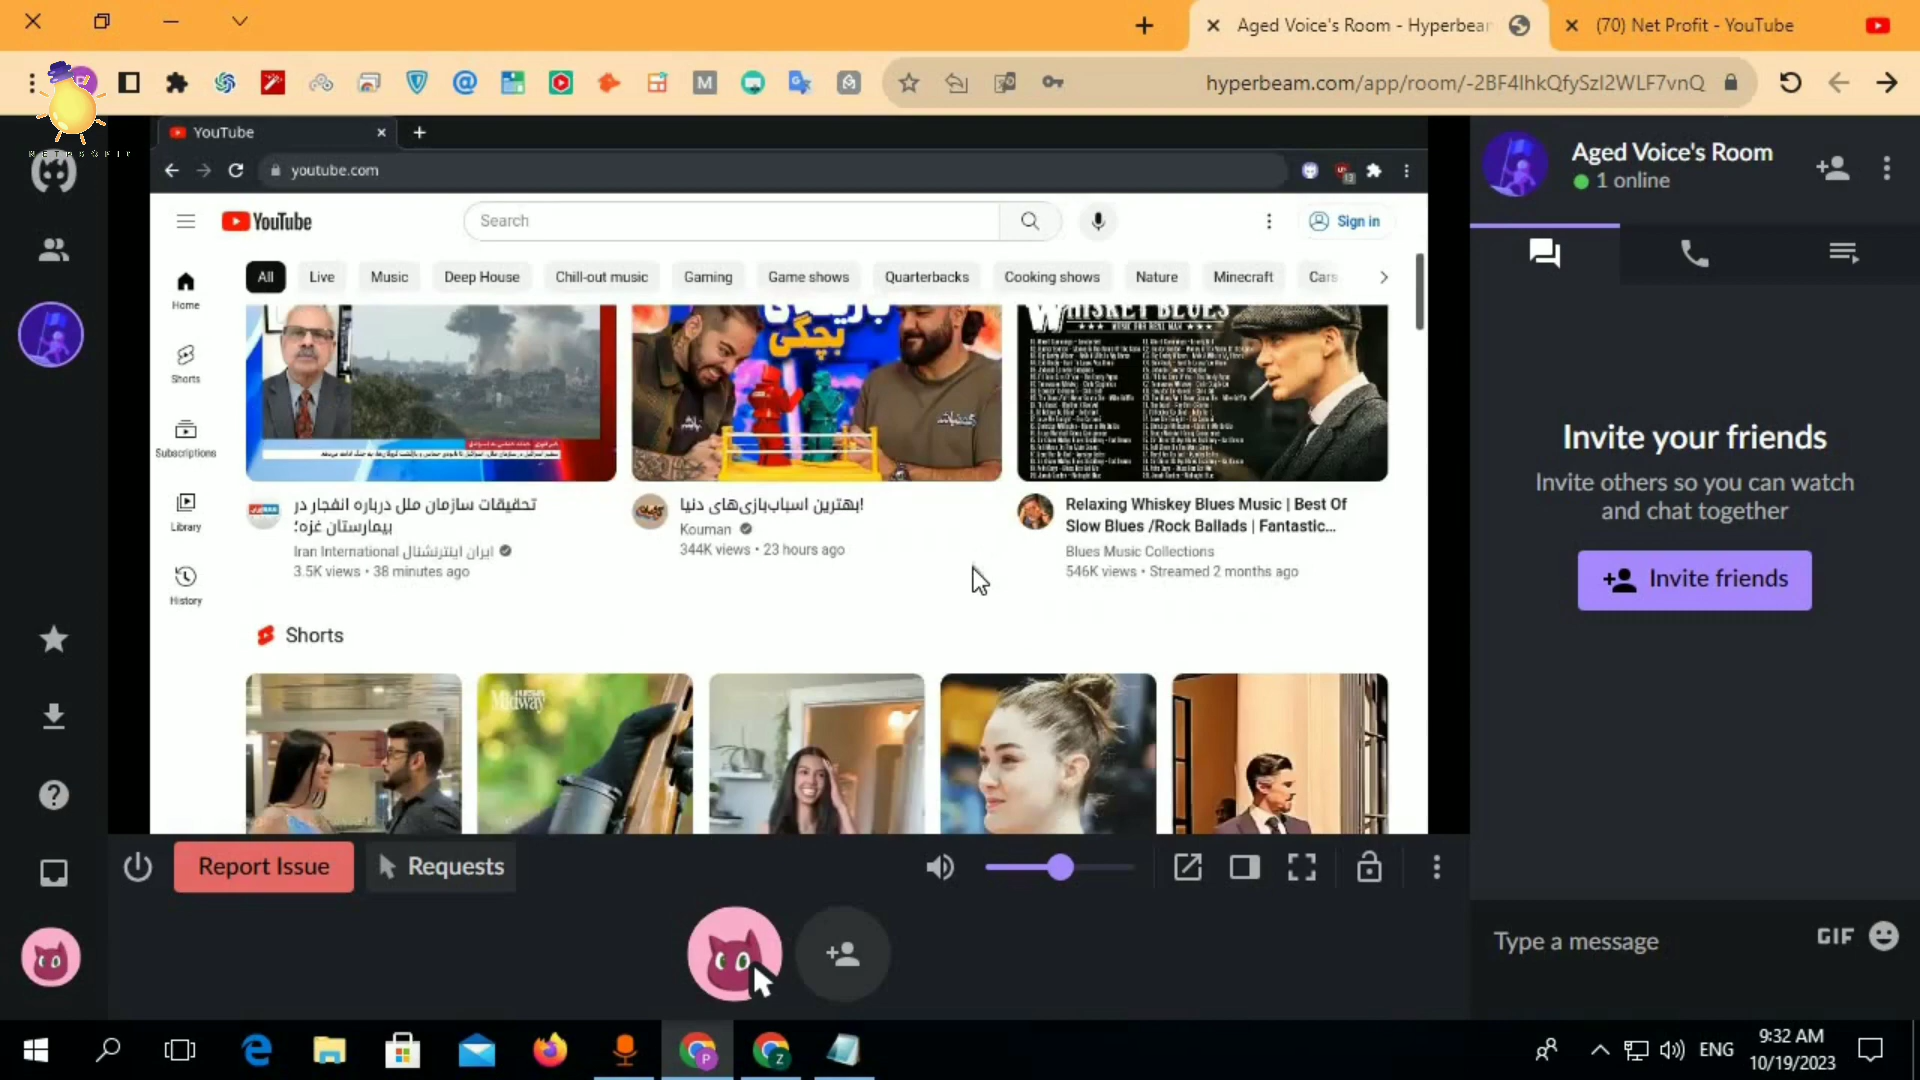 Aged Voice's Room - Hyperbeam
(70) Net Profit - YouTube
hyperbeam.com/app/room/-2BF4lhkQfySzl2WLF7vnQ
NETPROFIT
YouTube
youtube.com
YouTube
Search
Sign in
All
Live
Music
Deep House
Chill-out music
Gaming
Game shows
Quarterbacks
Cooking shows
Nature
Minecraft
Cars
Home
Shorts
Subscriptions
Library
History
بچگی
WHISKEY BLUES
تحقیقات سازمان ملل درباره انفجار در
بیمارستان غزه؛
Iran International ایران اینترنشنال
3.5K views • 38 minutes ago
بهترین اسباب‌بازی‌های دنیا!
Kouman
344K views • 23 hours ago
Relaxing Whiskey Blues Music | Best Of
Slow Blues /Rock Ballads | Fantastic...
Blues Music Collections
546K views • Streamed 2 months ago
Shorts
Midway
Report Issue
Requests
Aged Voice's Room
1 online
Invite your friends
Invite others so you can watch
and chat together
Invite friends
Type a message
GIF
ENG
9:32 AM
10/19/2023